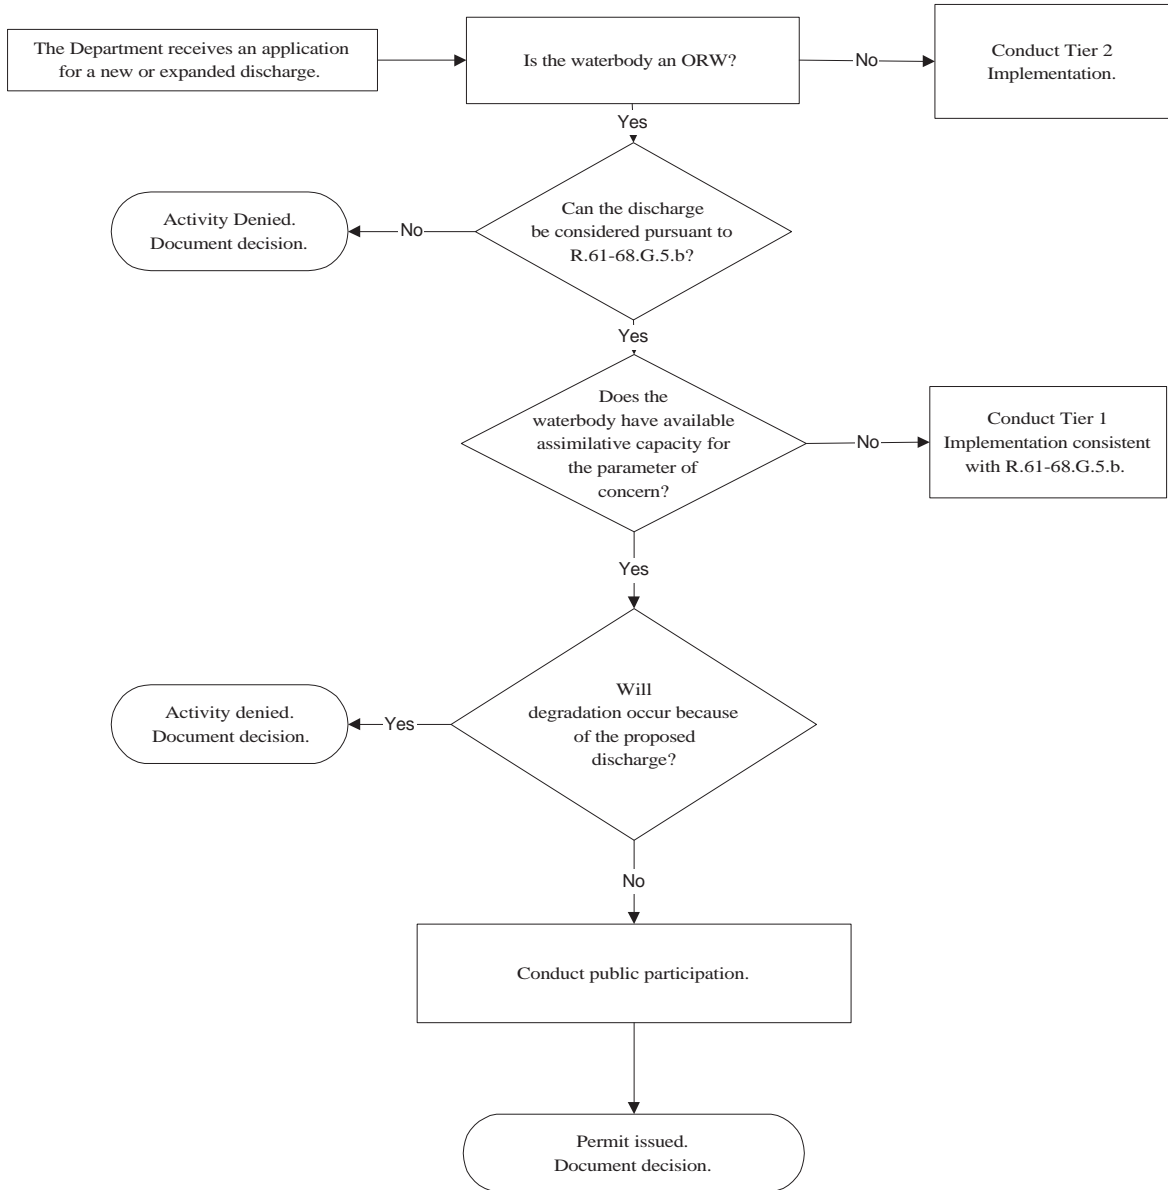 The Department receives an application
for a new or expanded discharge.
Is the waterbody an ORW?
No
Conduct Tier 2
Implementation.
Yes
Can the discharge
be considered pursuant to
R.61-68.G.5.b?
No
Activity Denied.
Document decision.
Yes
Does the
waterbody have available
assimilative capacity for
the parameter of
concern?
No
Conduct Tier 1
Implementation consistent
with R.61-68.G.5.b.
Yes
Will
degradation occur because
of the proposed
discharge?
Yes
Activity denied.
Document decision.
No
Conduct public participation.
Permit issued.
Document decision.